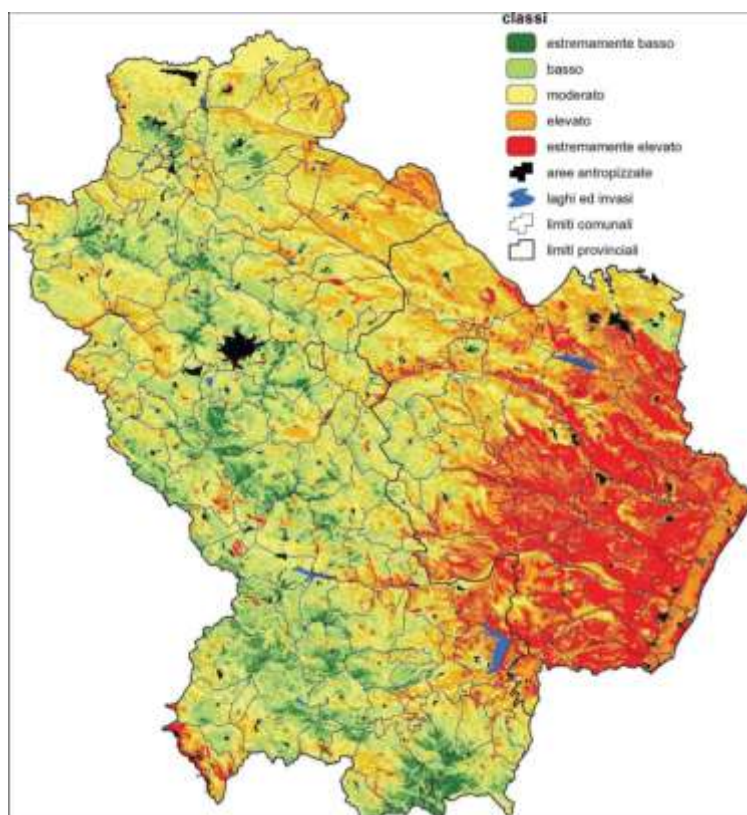 classi
estremamente basso
basso
moderato
elevato
estremamente elevato
aree antropizzate
laghi ed invasi
limiti comunali
limiti provinciali